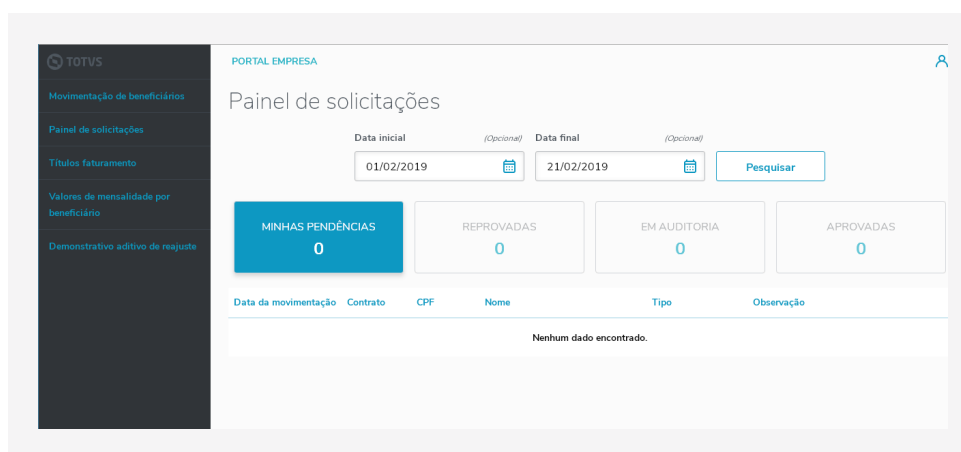 TOTVS
Movimentação de beneficiários
Painel de solicitações
Títulos faturamento
Valores de mensalidade por
beneficiário
Demonstrativo aditivo de reajuste
PORTAL EMPRESA
Painel de solicitações
Data inicial (Opcional) Data final (Opcional)
01/02/2019 21/02/2019 Pesquisar
MINHAS PENDÊNCIAS REPROVADAS EM AUDITORIA APROVADAS
0 0 0 0
Data da movimentação Contrato CPF Nome Tipo Observação
Nenhum dado encontrado.